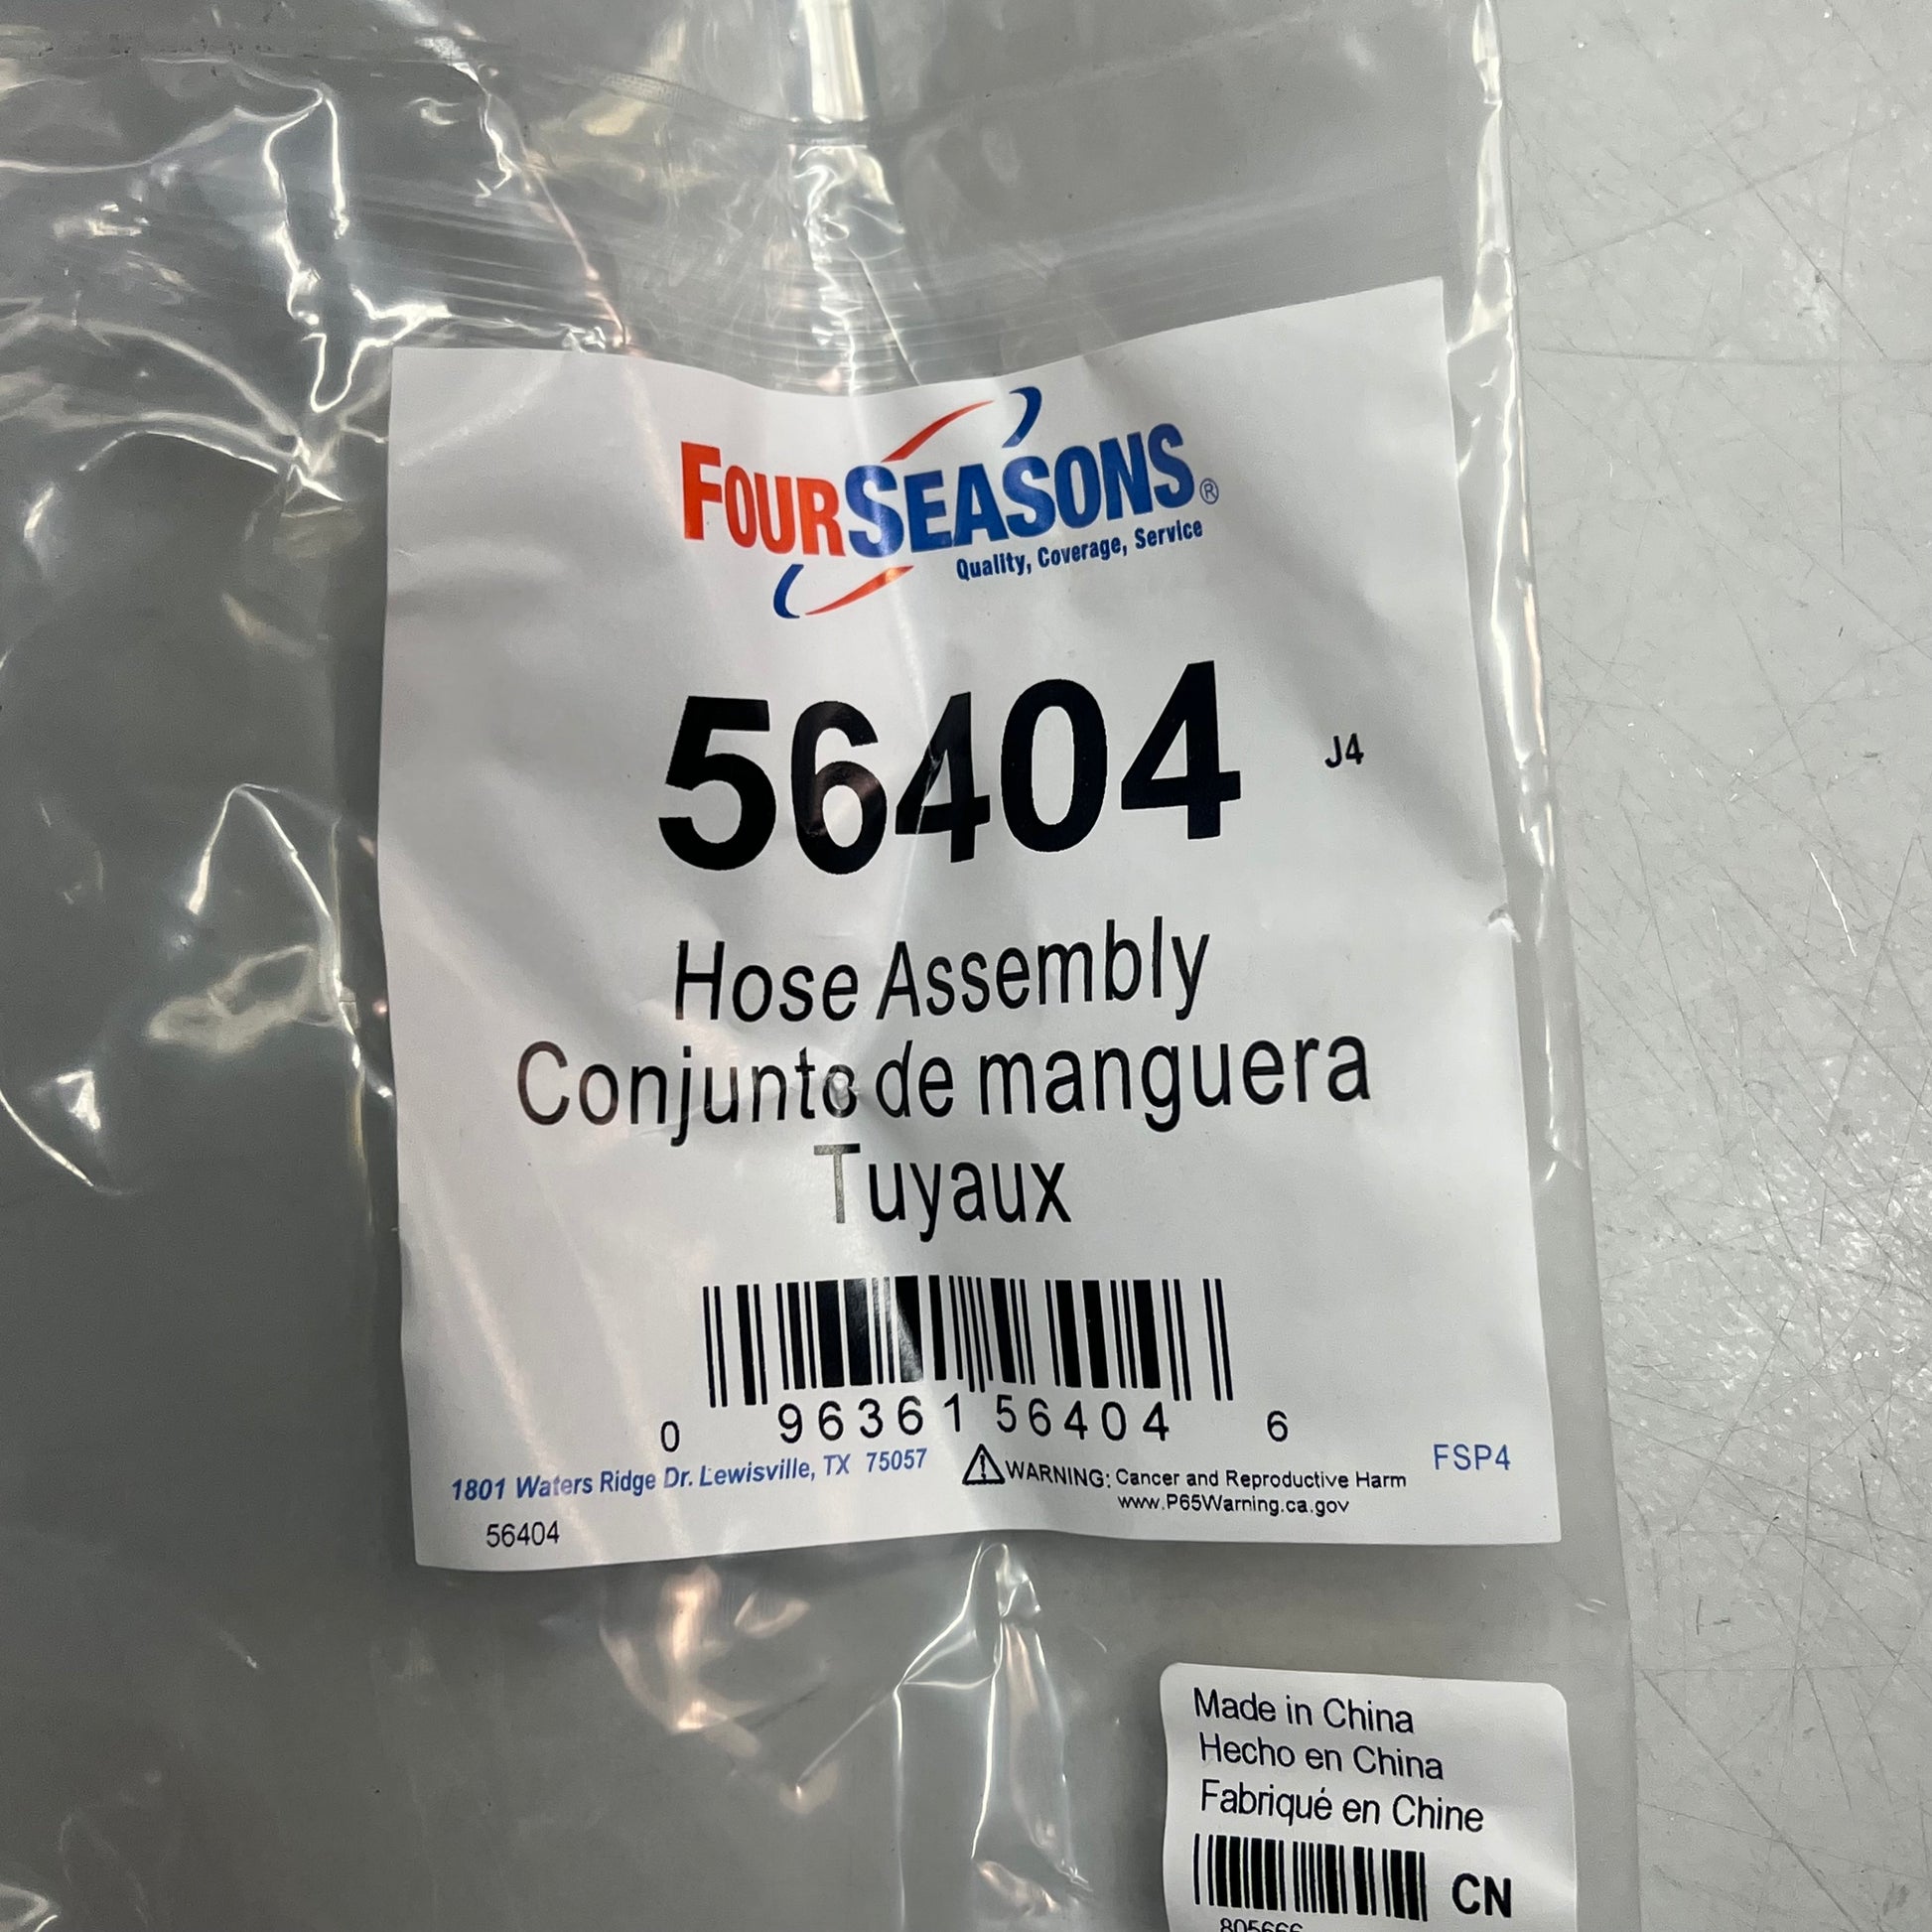 FOURSEASONS®
Quality, Coverage, Service
56404
J4
Hose Assembly
Conjunto de manguera
Tuyaux
0 96361 56404 6
1801 Waters Ridge Dr. Lewisville, TX 75057
WARNING: Cancer and Reproductive Harm
www.P65Warning.ca.gov
FSP4
56404
Made in China
Hecho en China
Fabriqué en Chine
CN